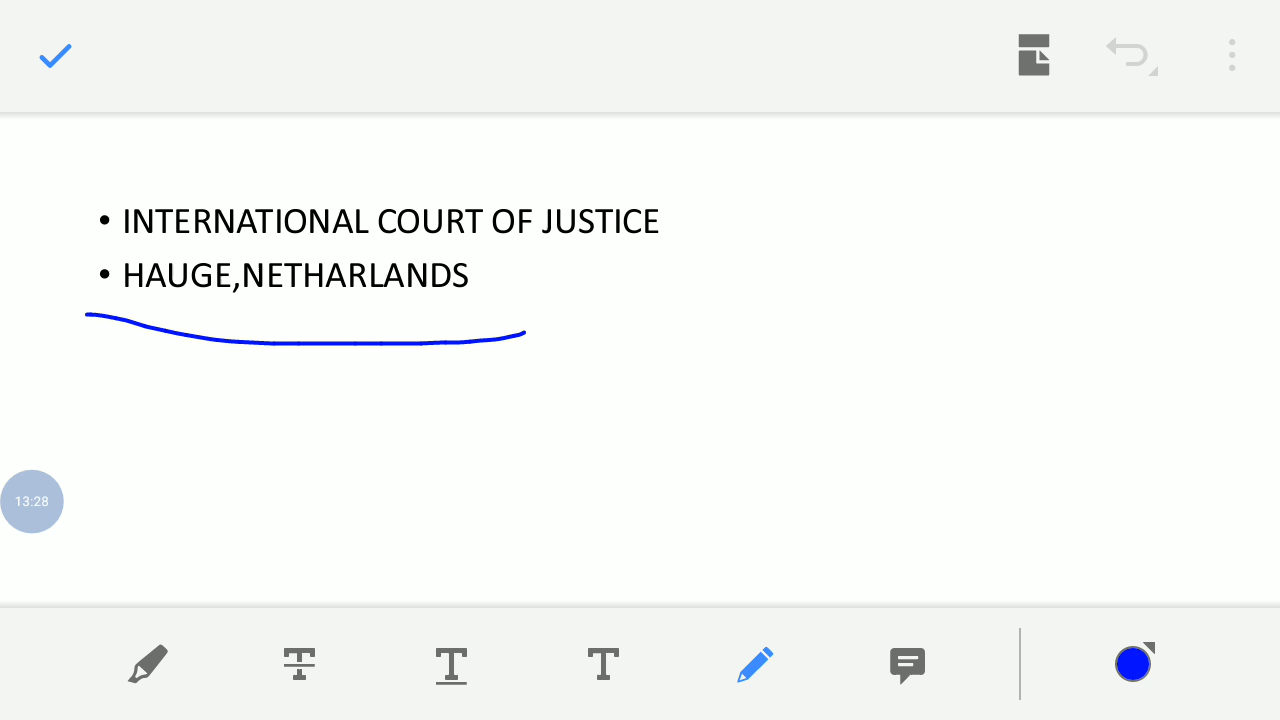 • INTERNATIONAL COURT OF JUSTICE
• HAUGE,NETHARLANDS
13:28